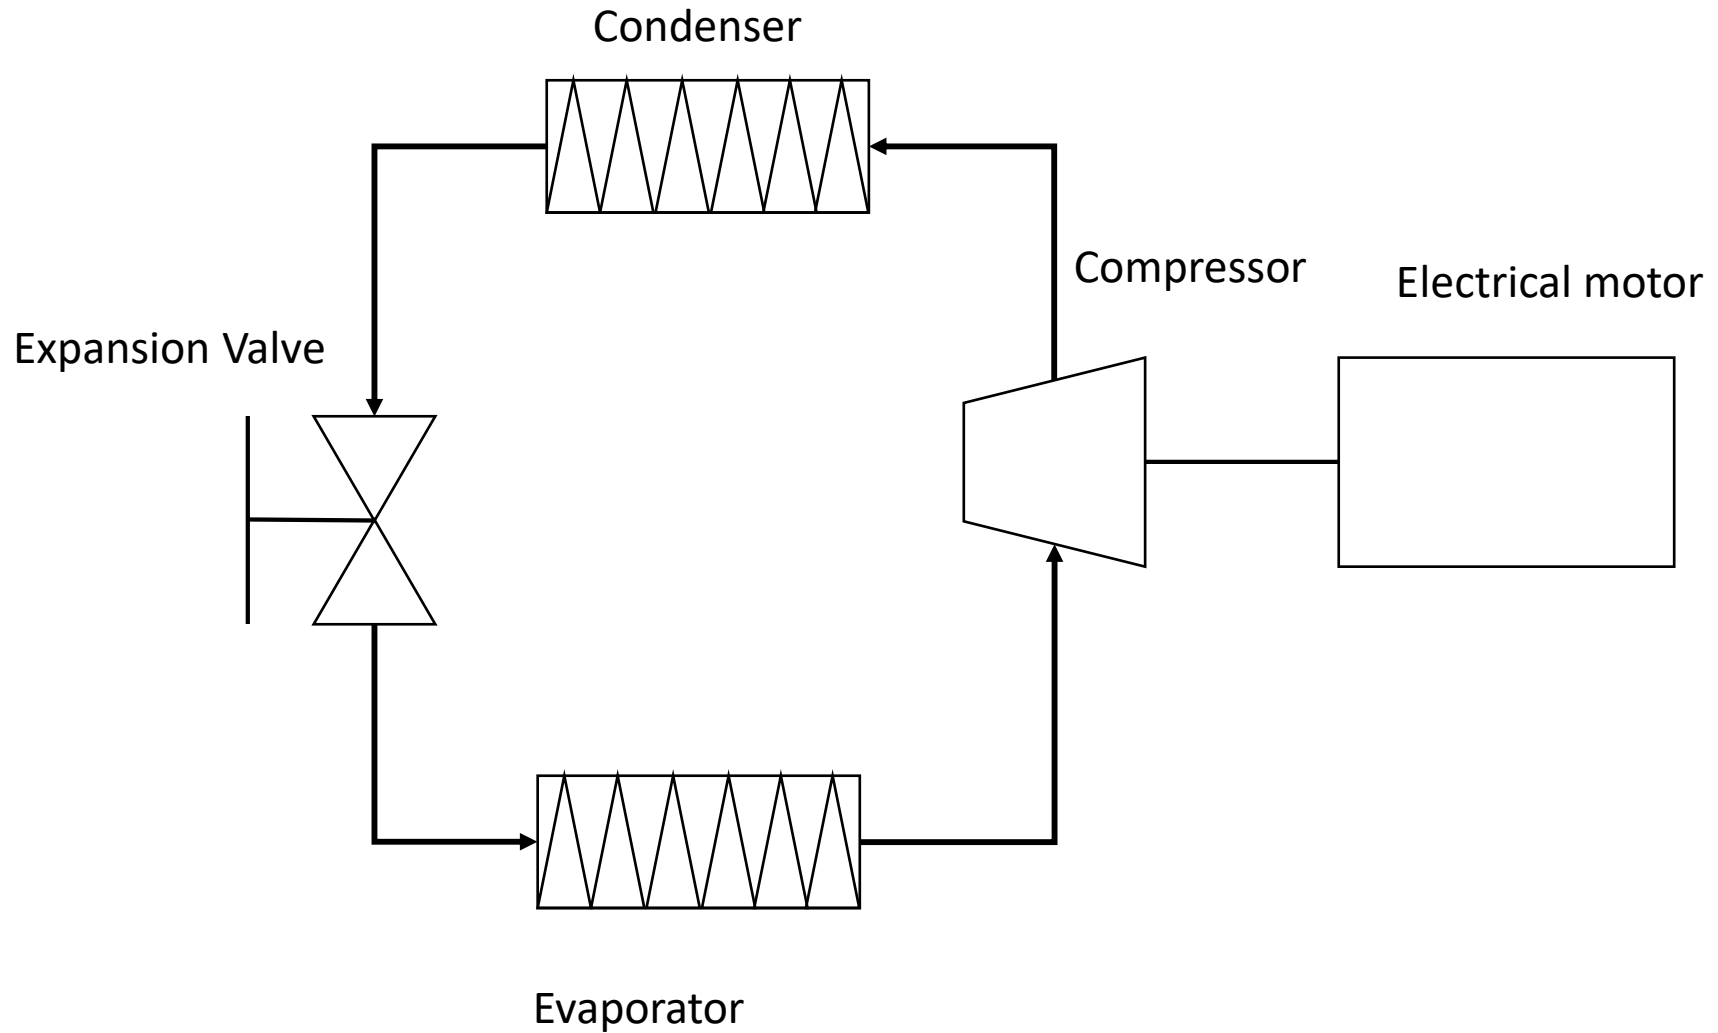 Condenser
Compressor
Electrical motor
Expansion Valve
Evaporator